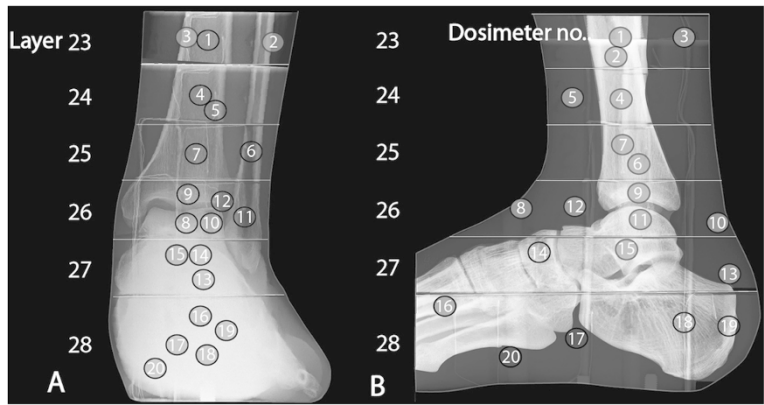 Layer 23 3 1 2 23 Dosimeter no.. 1 3
2
24 4 5 24 5 4
25 7 6 25 7 6
26 9 12 8 10 11 26 8 12 9 11 10
27 15 14 13 27 14 15 13
28 16 19 17 18 20 28 16 17 18 19 20
A B